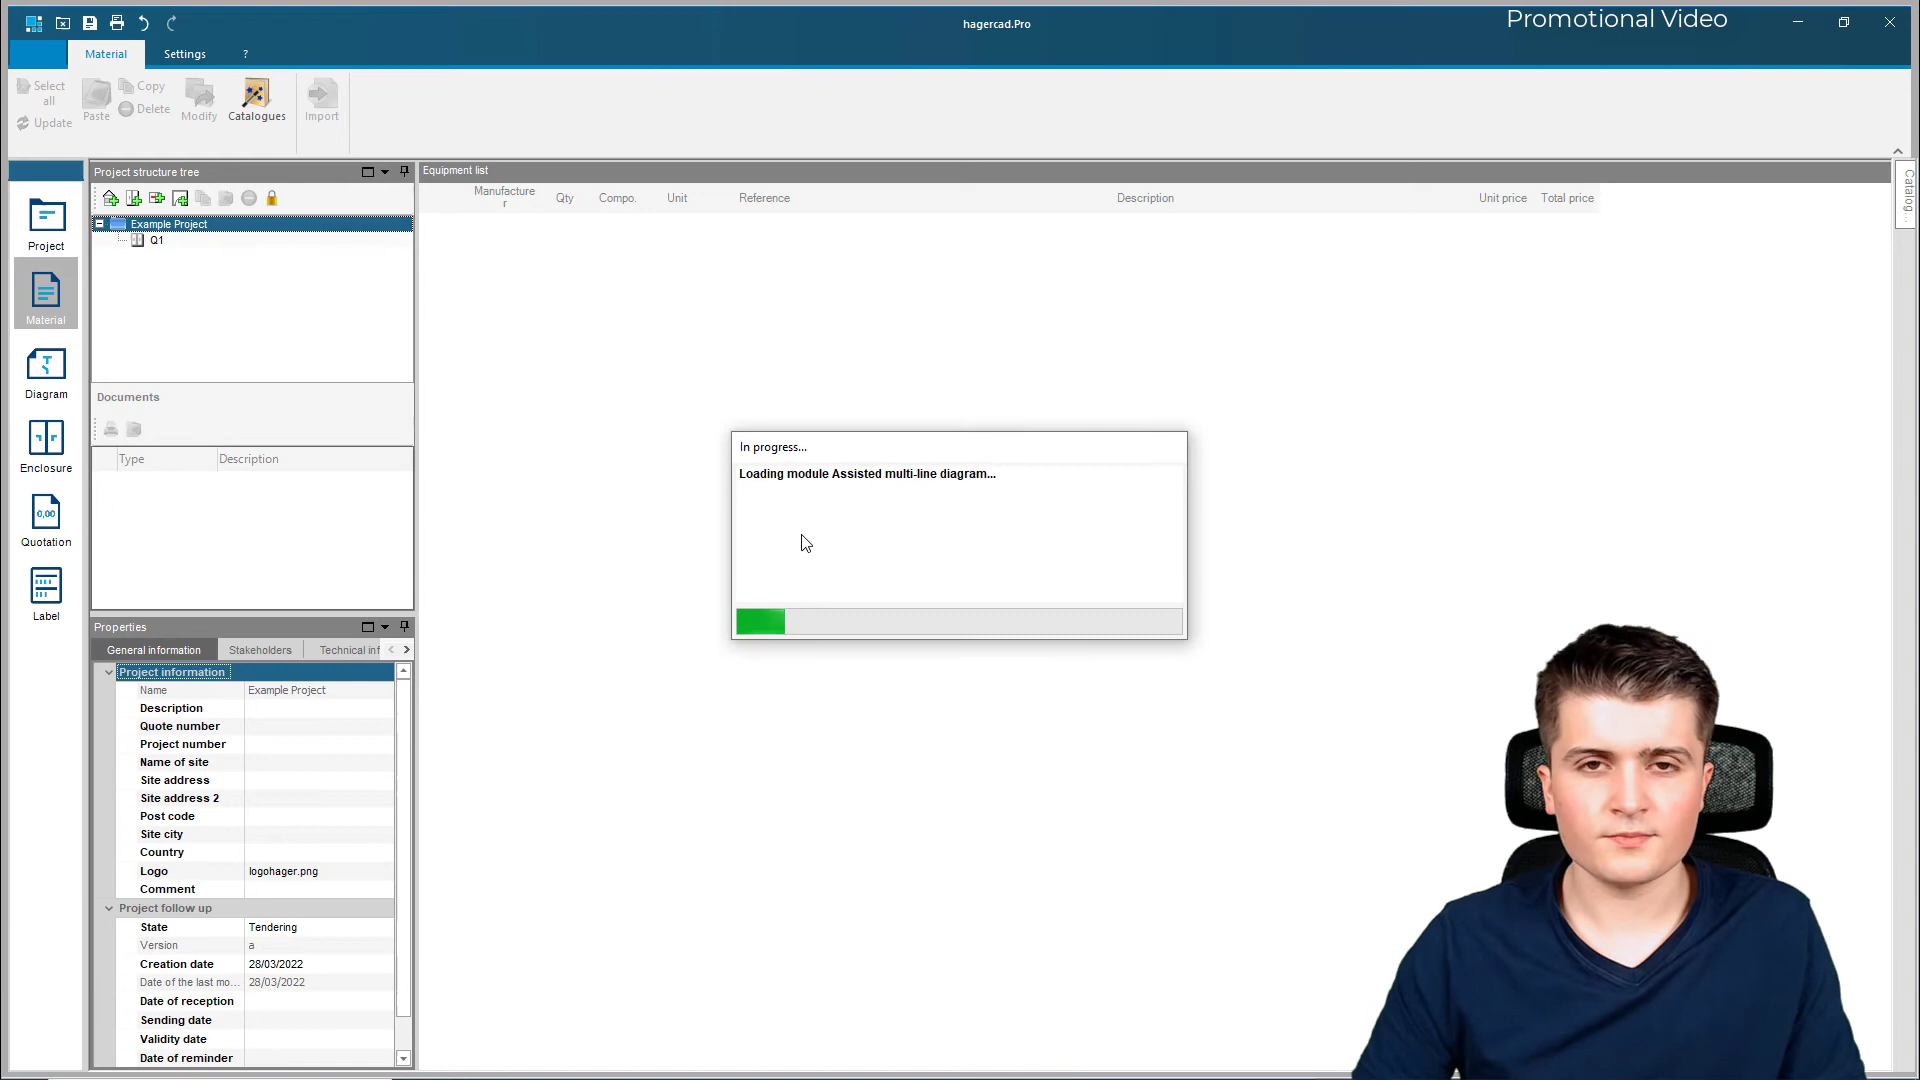 hagercad.Pro
Promotional Video
Material
Settings
?
Select all
Update
Paste
Copy
Delete
Modify
Catalogues
Import
Project
Material
Diagram
Enclosure
0,00
Quotation
Label
Project structure tree
Example Project
Q1
Documents
Type Description
Properties
General information Stakeholders Technical inf
Project information
Name Example Project
Description
Quote number
Project number
Name of site
Site address
Site address 2
Post code
Site city
Country
Logo logohager.png
Comment
Project follow up
State Tendering
Version a
Creation date 28/03/2022
Date of the last mo... 28/03/2022
Date of reception
Sending date
Validity date
Date of reminder
Equipment list
Manufacturer Qty Compo. Unit Reference Description Unit price Total price
In progress...
Loading module Assisted multi-line diagram...
Catalog...